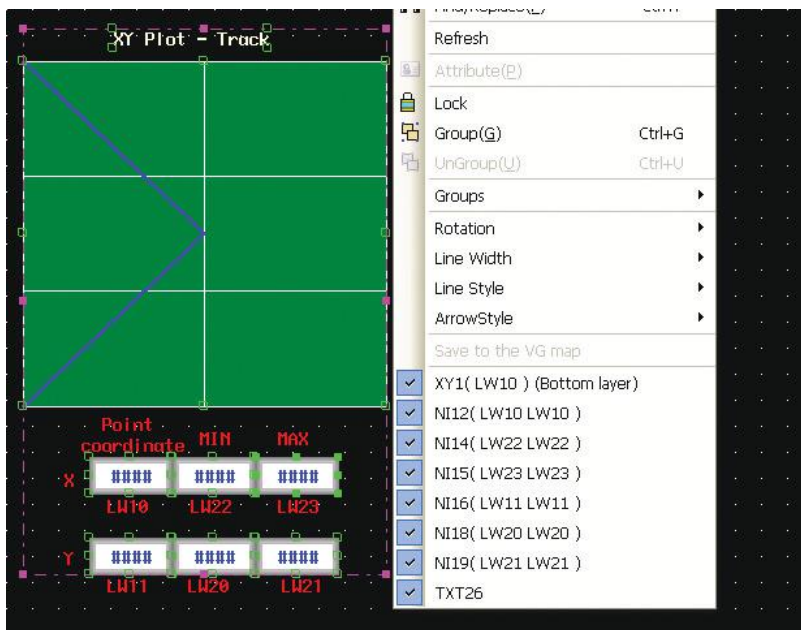 XY Plot - Track
Point
coordinate MIN MAX
X #### #### ####
LW10 LW22 LW23
Y #### #### ####
LW11 LW20 LW21
Refresh
Attribute(P)
Lock
Group(G) Ctrl+G
UnGroup(U) Ctrl+U
Groups
Rotation
Line Width
Line Style
ArrowStyle
Save to the VG map
XY1( LW10 ) (Bottom layer)
NI12( LW10 LW10 )
NI14( LW22 LW22 )
NI15( LW23 LW23 )
NI16( LW11 LW11 )
NI18( LW20 LW20 )
NI19( LW21 LW21 )
TXT26